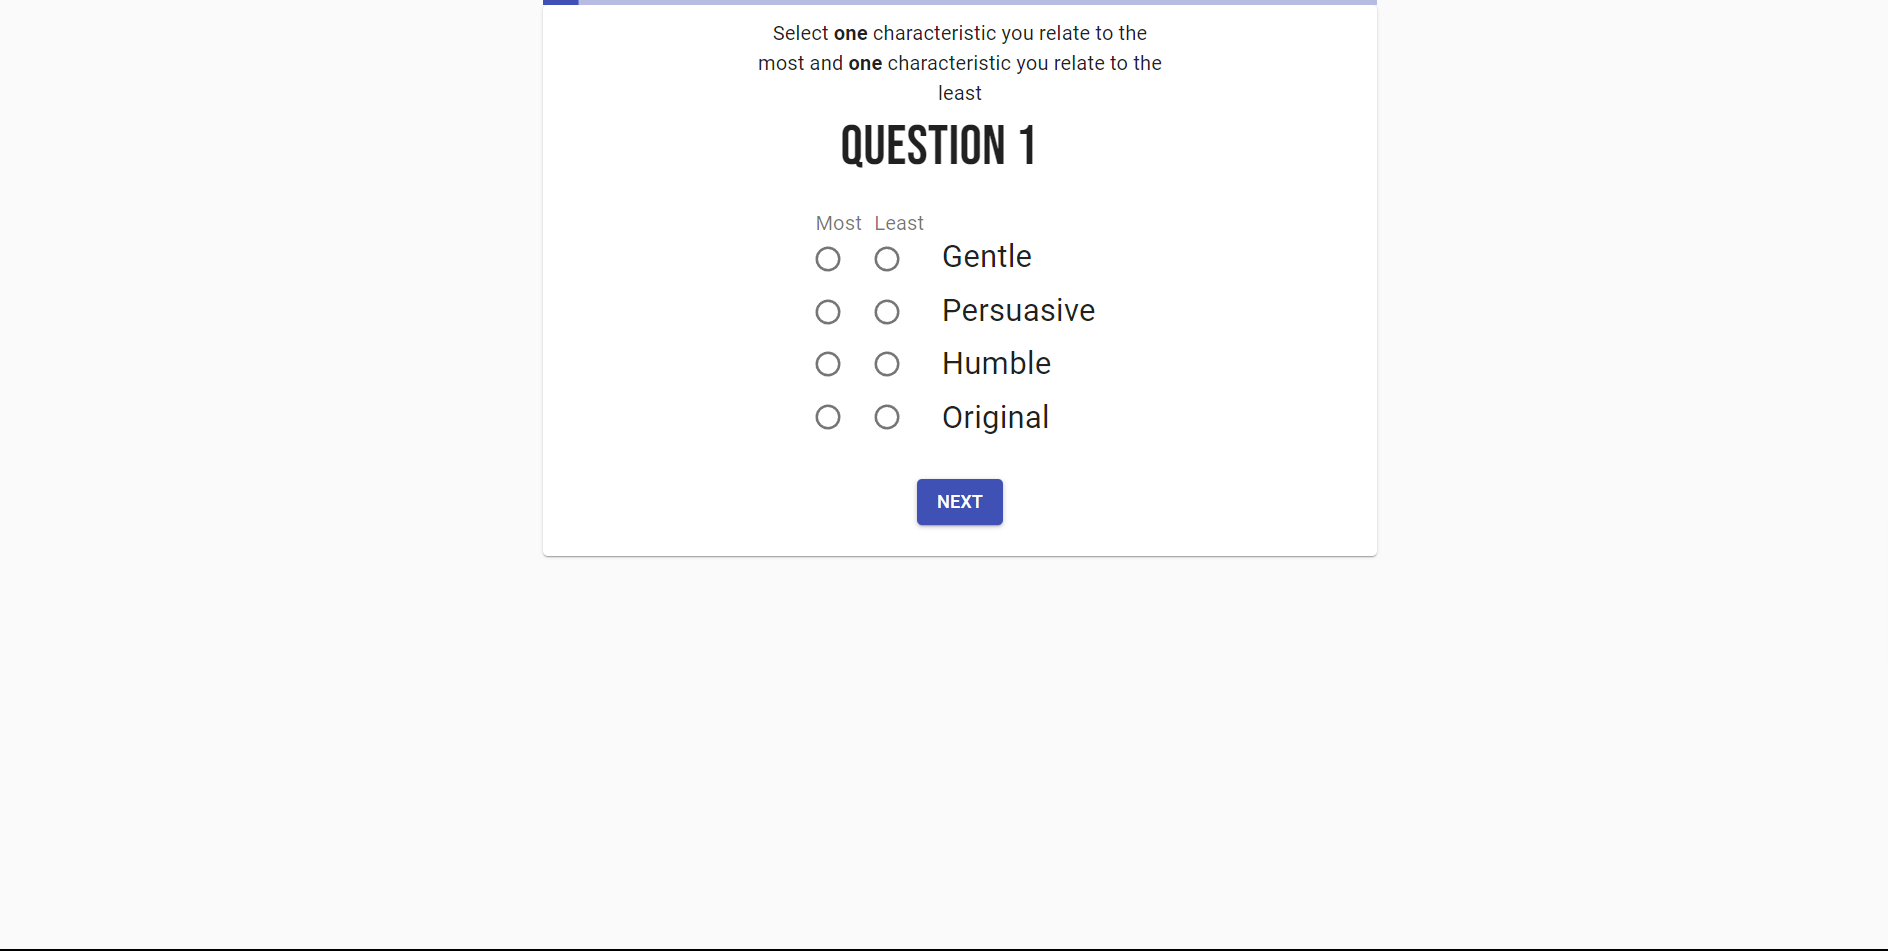 Select one characteristic you relate to the
most and one characteristic you relate to the
least
QUESTION 1
Most Least
Gentle
Persuasive
Humble
Original
NEXT